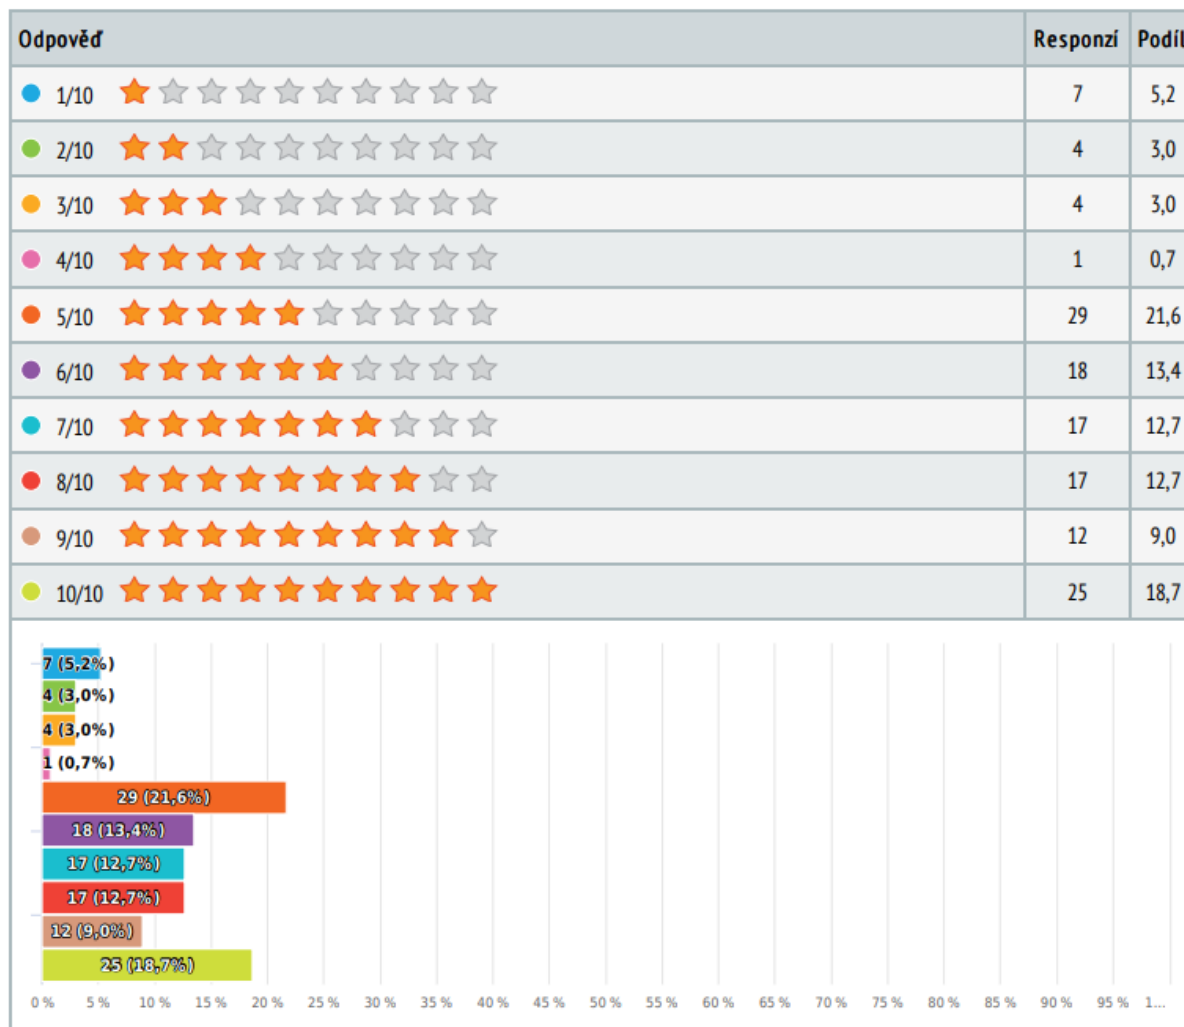 Odpověď Responzí Podíl
1/10 7 5,2
2/10 4 3,0
3/10 4 3,0
4/10 1 0,7
5/10 29 21,6
6/10 18 13,4
7/10 17 12,7
8/10 17 12,7
9/10 12 9,0
10/10 25 18,7
7 (5,2%)
4 (3,0%)
4 (3,0%)
1 (0,7%)
29 (21,6%)
18 (13,4%)
17 (12,7%)
17 (12,7%)
12 (9,0%)
25 (18,7%)
0 % 5 % 10 % 15 % 20 % 25 % 30 % 35 % 40 % 45 % 50 % 55 % 60 % 65 % 70 % 75 % 80 % 85 % 90 % 95 % 1...